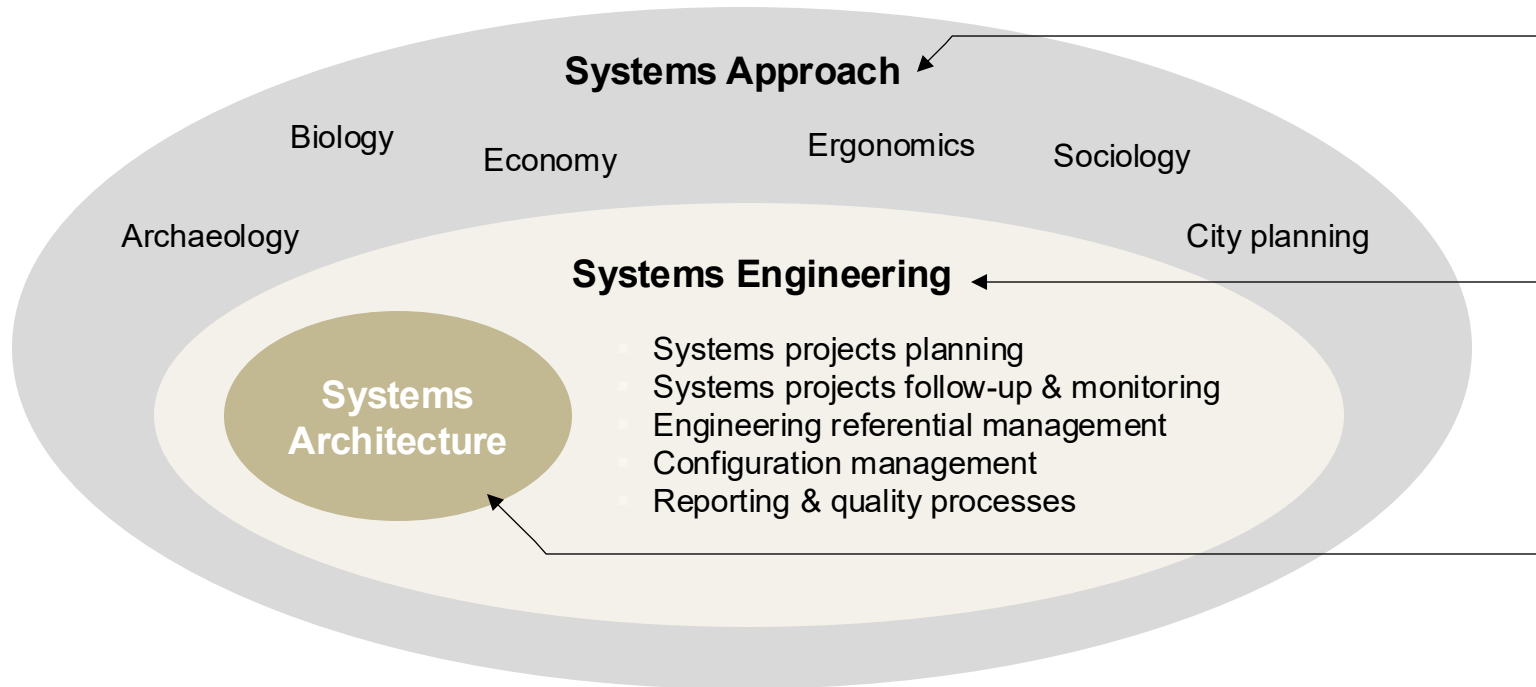 Systems Approach
Biology
Economy
Ergonomics
Sociology
Archaeology
City planning
Systems Engineering
Systems
Architecture
Systems projects planning
Systems projects follow-up & monitoring
Engineering referential management
Configuration management
Reporting & quality processes